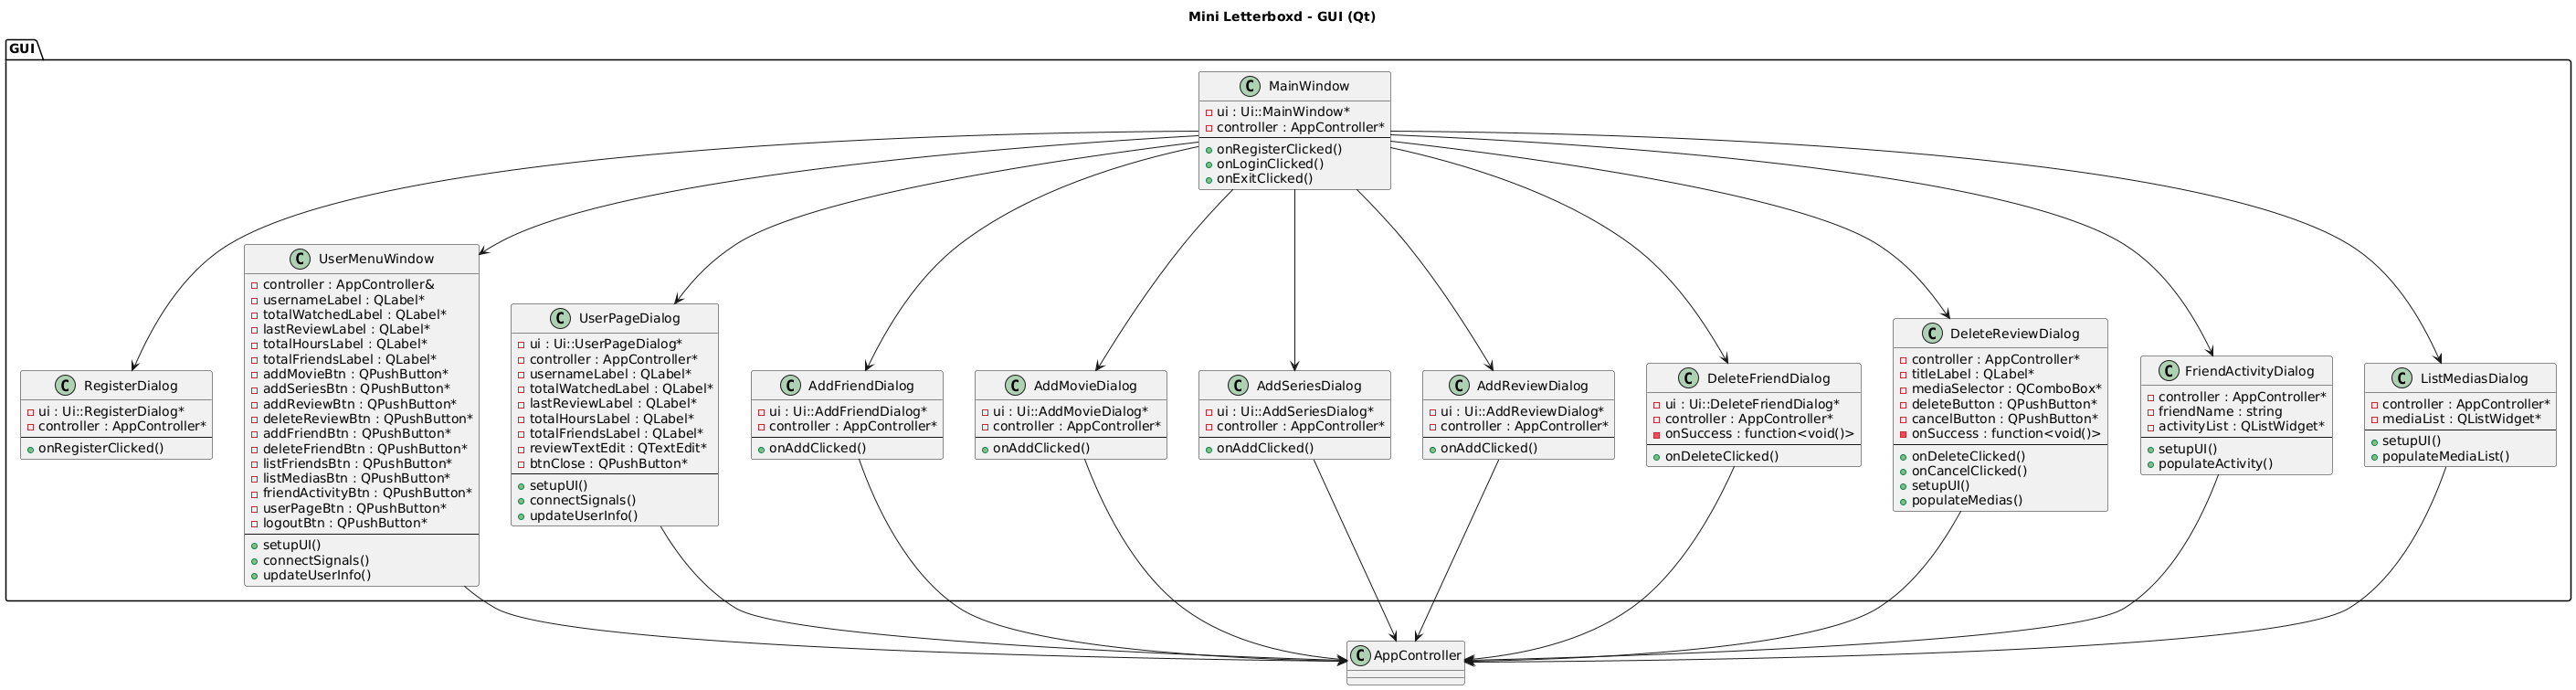 Mini Letterboxd - GUI (Qt)
GUI
C MainWindow
ui : Ui::MainWindow*
controller : AppController*
onRegisterClicked()
onLoginClicked()
onExitClicked()
C RegisterDialog
ui : Ui::RegisterDialog*
controller : AppController*
onRegisterClicked()
C UserMenuWindow
controller : AppController&
usernameLabel : QLabel*
totalWatchedLabel : QLabel*
lastReviewLabel : QLabel*
totalHoursLabel : QLabel*
totalFriendsLabel : QLabel*
addMovieBtn : QPushButton*
addSeriesBtn : QPushButton*
addReviewBtn : QPushButton*
deleteReviewBtn : QPushButton*
addFriendBtn : QPushButton*
deleteFriendBtn : QPushButton*
listFriendsBtn : QPushButton*
listMediasBtn : QPushButton*
friendActivityBtn : QPushButton*
userPageBtn : QPushButton*
logoutBtn : QPushButton*
setupUI()
connectSignals()
updateUserInfo()
C UserPageDialog
ui : Ui::UserPageDialog*
controller : AppController*
usernameLabel : QLabel*
totalWatchedLabel : QLabel*
lastReviewLabel : QLabel*
totalHoursLabel : QLabel*
totalFriendsLabel : QLabel*
reviewTextEdit : QTextEdit*
btnClose : QPushButton*
setupUI()
connectSignals()
updateUserInfo()
C AddFriendDialog
ui : Ui::AddFriendDialog*
controller : AppController*
onAddClicked()
C AddMovieDialog
ui : Ui::AddMovieDialog*
controller : AppController*
onAddClicked()
C AddSeriesDialog
ui : Ui::AddSeriesDialog*
controller : AppController*
onAddClicked()
C AddReviewDialog
ui : Ui::AddReviewDialog*
controller : AppController*
onAddClicked()
C DeleteFriendDialog
ui : Ui::DeleteFriendDialog*
controller : AppController*
onSuccess : function<void()>
onDeleteClicked()
C DeleteReviewDialog
controller : AppController*
titleLabel : QLabel*
mediaSelector : QComboBox*
deleteButton : QPushButton*
cancelButton : QPushButton*
onSuccess : function<void()>
onDeleteClicked()
onCancelClicked()
setupUI()
populateMedias()
C FriendActivityDialog
controller : AppController*
friendName : string
activityList : QListWidget*
setupUI()
populateActivity()
C ListMediasDialog
controller : AppController*
mediaList : QListWidget*
setupUI()
populateMediaList()
C AppController